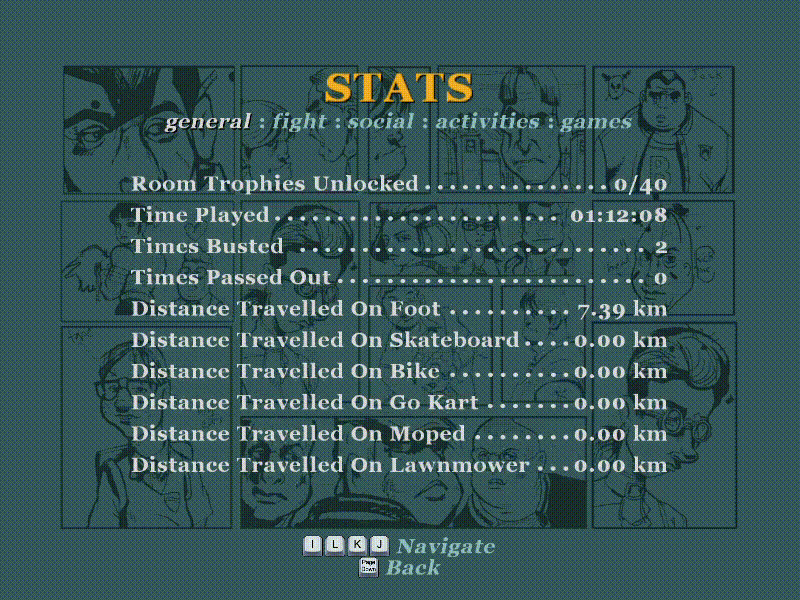 STATS
general : fight : social : activities : games
Room Trophies Unlocked ............... 0/40
Time Played .................. 01:12:08
Times Busted ............................ 2
Times Passed Out ......................... 0
Distance Travelled On Foot .......... 7.39 km
Distance Travelled On Skateboard .... 0.00 km
Distance Travelled On Bike .......... 0.00 km
Distance Travelled On Go Kart ....... 0.00 km
Distance Travelled On Moped ........ 0.00 km
Distance Travelled On Lawnmower ... 0.00 km
I L K J Navigate
Page Down Back